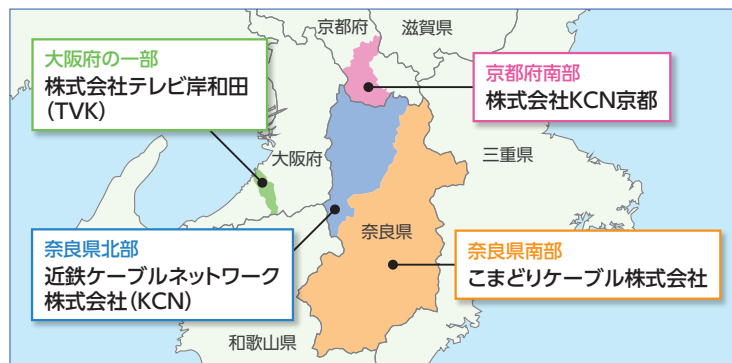 京都府
滋賀県
大阪府の一部
株式会社テレビ岸和田
(TVK)
京都府南部
株式会社KCN京都
大阪府
三重県
奈良県
奈良県北部
近鉄ケーブルネットワーク
株式会社(KCN)
奈良県南部
こまどりケーブル株式会社
和歌山県